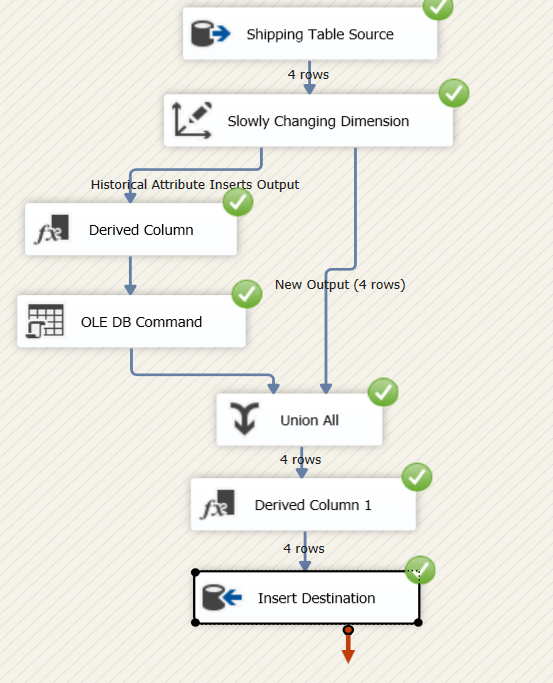 Shipping Table Source
4 rows
Slowly Changing Dimension
Historical Attribute Inserts Output
Derived Column
New Output (4 rows)
OLE DB Command
Union All
4 rows
Derived Column 1
4 rows
Insert Destination